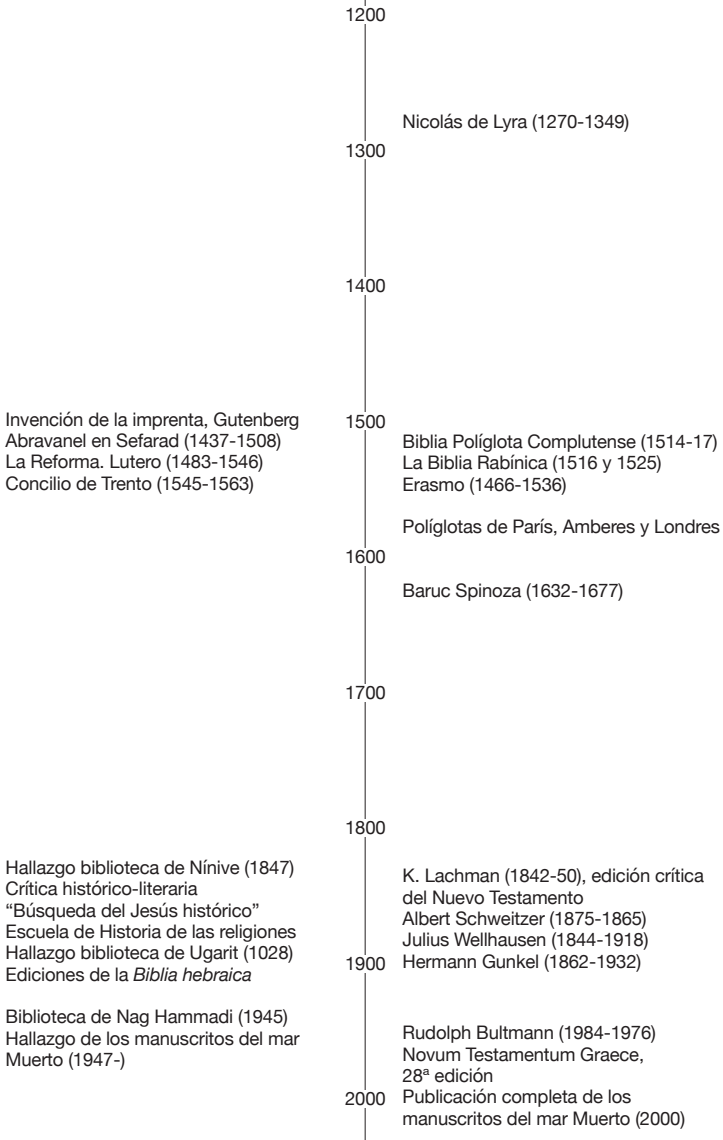 1200
Nicolás de Lyra (1270-1349)
1300
1400
1500
Invención de la imprenta, Gutenberg
Abravanel en Sefarad (1437-1508)
La Reforma. Lutero (1483-1546)
Concilio de Trento (1545-1563)
Biblia Políglota Complutense (1514-17)
La Biblia Rabínica (1516 y 1525)
Erasmo (1466-1536)
Políglotas de París, Amberes y Londres
1600
Baruc Spinoza (1632-1677)
1700
1800
Hallazgo biblioteca de Nínive (1847)
Crítica histórico-literaria
“Búsqueda del Jesús histórico”
Escuela de Historia de las religiones
Hallazgo biblioteca de Ugarit (1028)
Ediciones de la Biblia hebraica
K. Lachman (1842-50), edición crítica
del Nuevo Testamento
Albert Schweitzer (1875-1865)
Julius Wellhausen (1844-1918)
Hermann Gunkel (1862-1932)
1900
Biblioteca de Nag Hammadi (1945)
Hallazgo de los manuscritos del mar
Muerto (1947-)
Rudolph Bultmann (1984-1976)
Novum Testamentum Graece,
28ª edición
2000
Publicación completa de los
manuscritos del mar Muerto (2000)